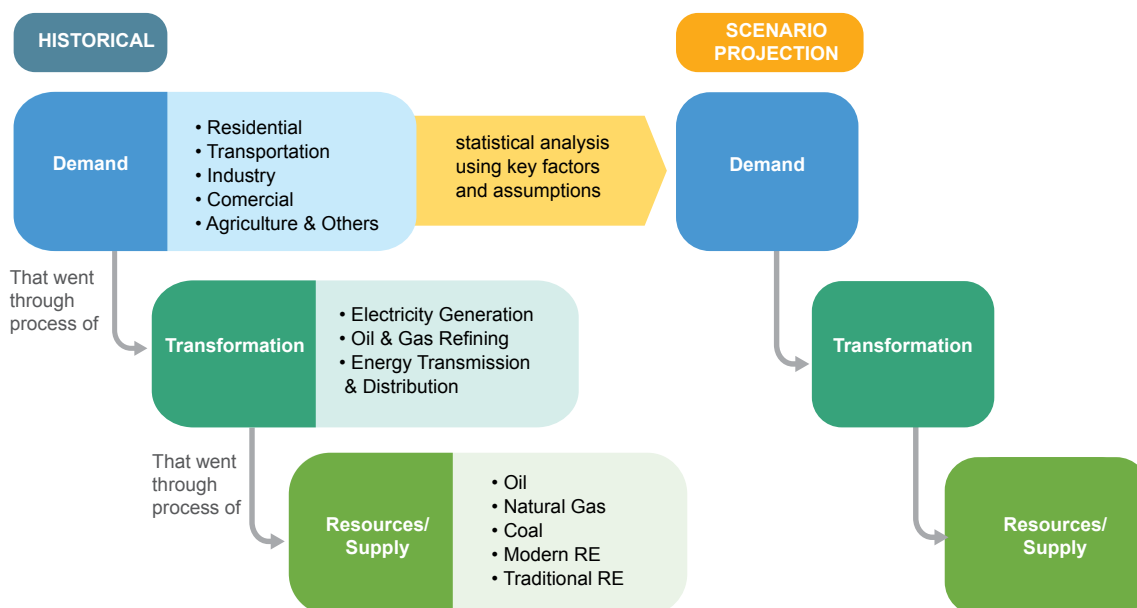 HISTORICAL
SCENARIO
PROJECTION
Demand
• Residential
• Transportation
• Industry
• Comercial
• Agriculture & Others
statistical analysis
using key factors
and assumptions
Demand
That went
through
process of
Transformation
• Electricity Generation
• Oil & Gas Refining
• Energy Transmission
& Distribution
Transformation
That went
through
process of
Resources/
Supply
• Oil
• Natural Gas
• Coal
• Modern RE
• Traditional RE
Resources/
Supply